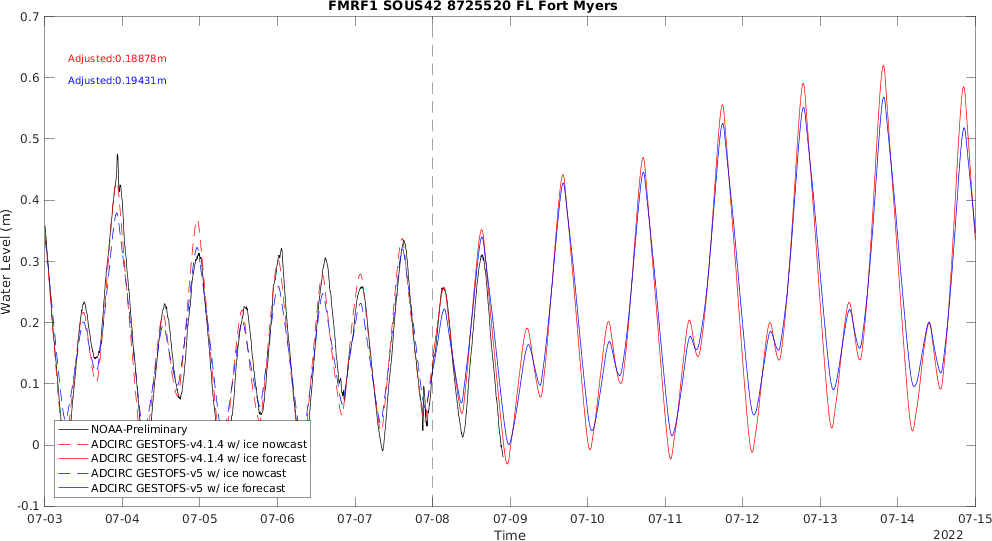 FMRF1 SOUS42 8725520 FL Fort Myers
0.7
0.6
0.5
0.4
0.3
0.2
0.1
0
-0.1
Water Level (m)
Adjusted:0.18878m
Adjusted:0.19431m
NOAA-Preliminary
ADCIRC GESTOFS-v4.1.4 w/ ice nowcast
ADCIRC GESTOFS-v4.1.4 w/ ice forecast
ADCIRC GESTOFS-v5 w/ ice nowcast
ADCIRC GESTOFS-v5 w/ ice forecast
07-03 07-04 07-05 07-06 07-07 07-08 07-09 07-10 07-11 07-12 07-13 07-14 07-15
Time
2022